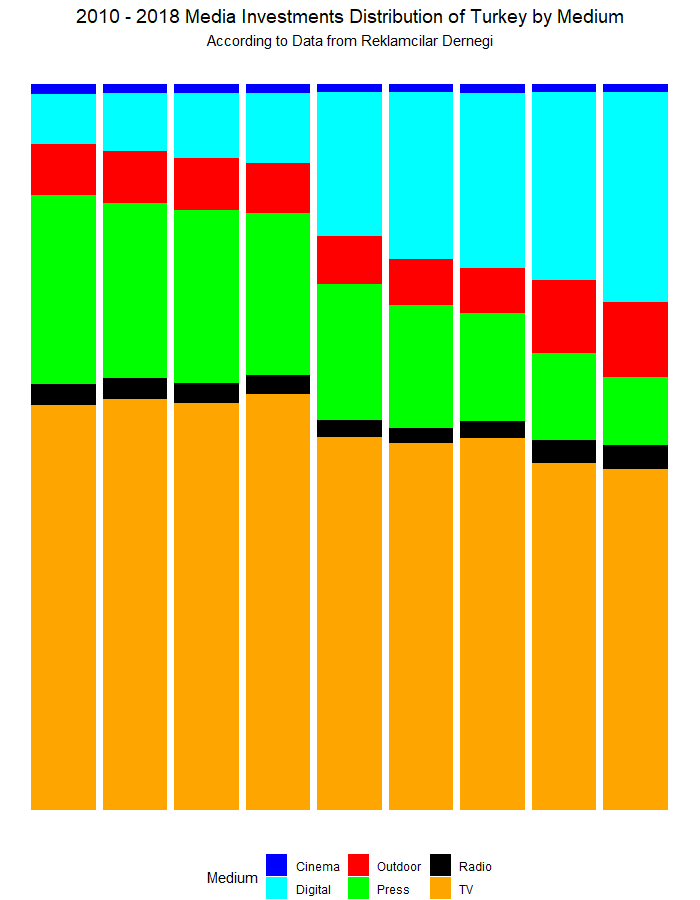 2010 - 2018 Media Investments Distribution of Turkey by Medium
According to Data from Reklamcilar Dernegi
Medium
Cinema Outdoor Radio
Digital Press TV